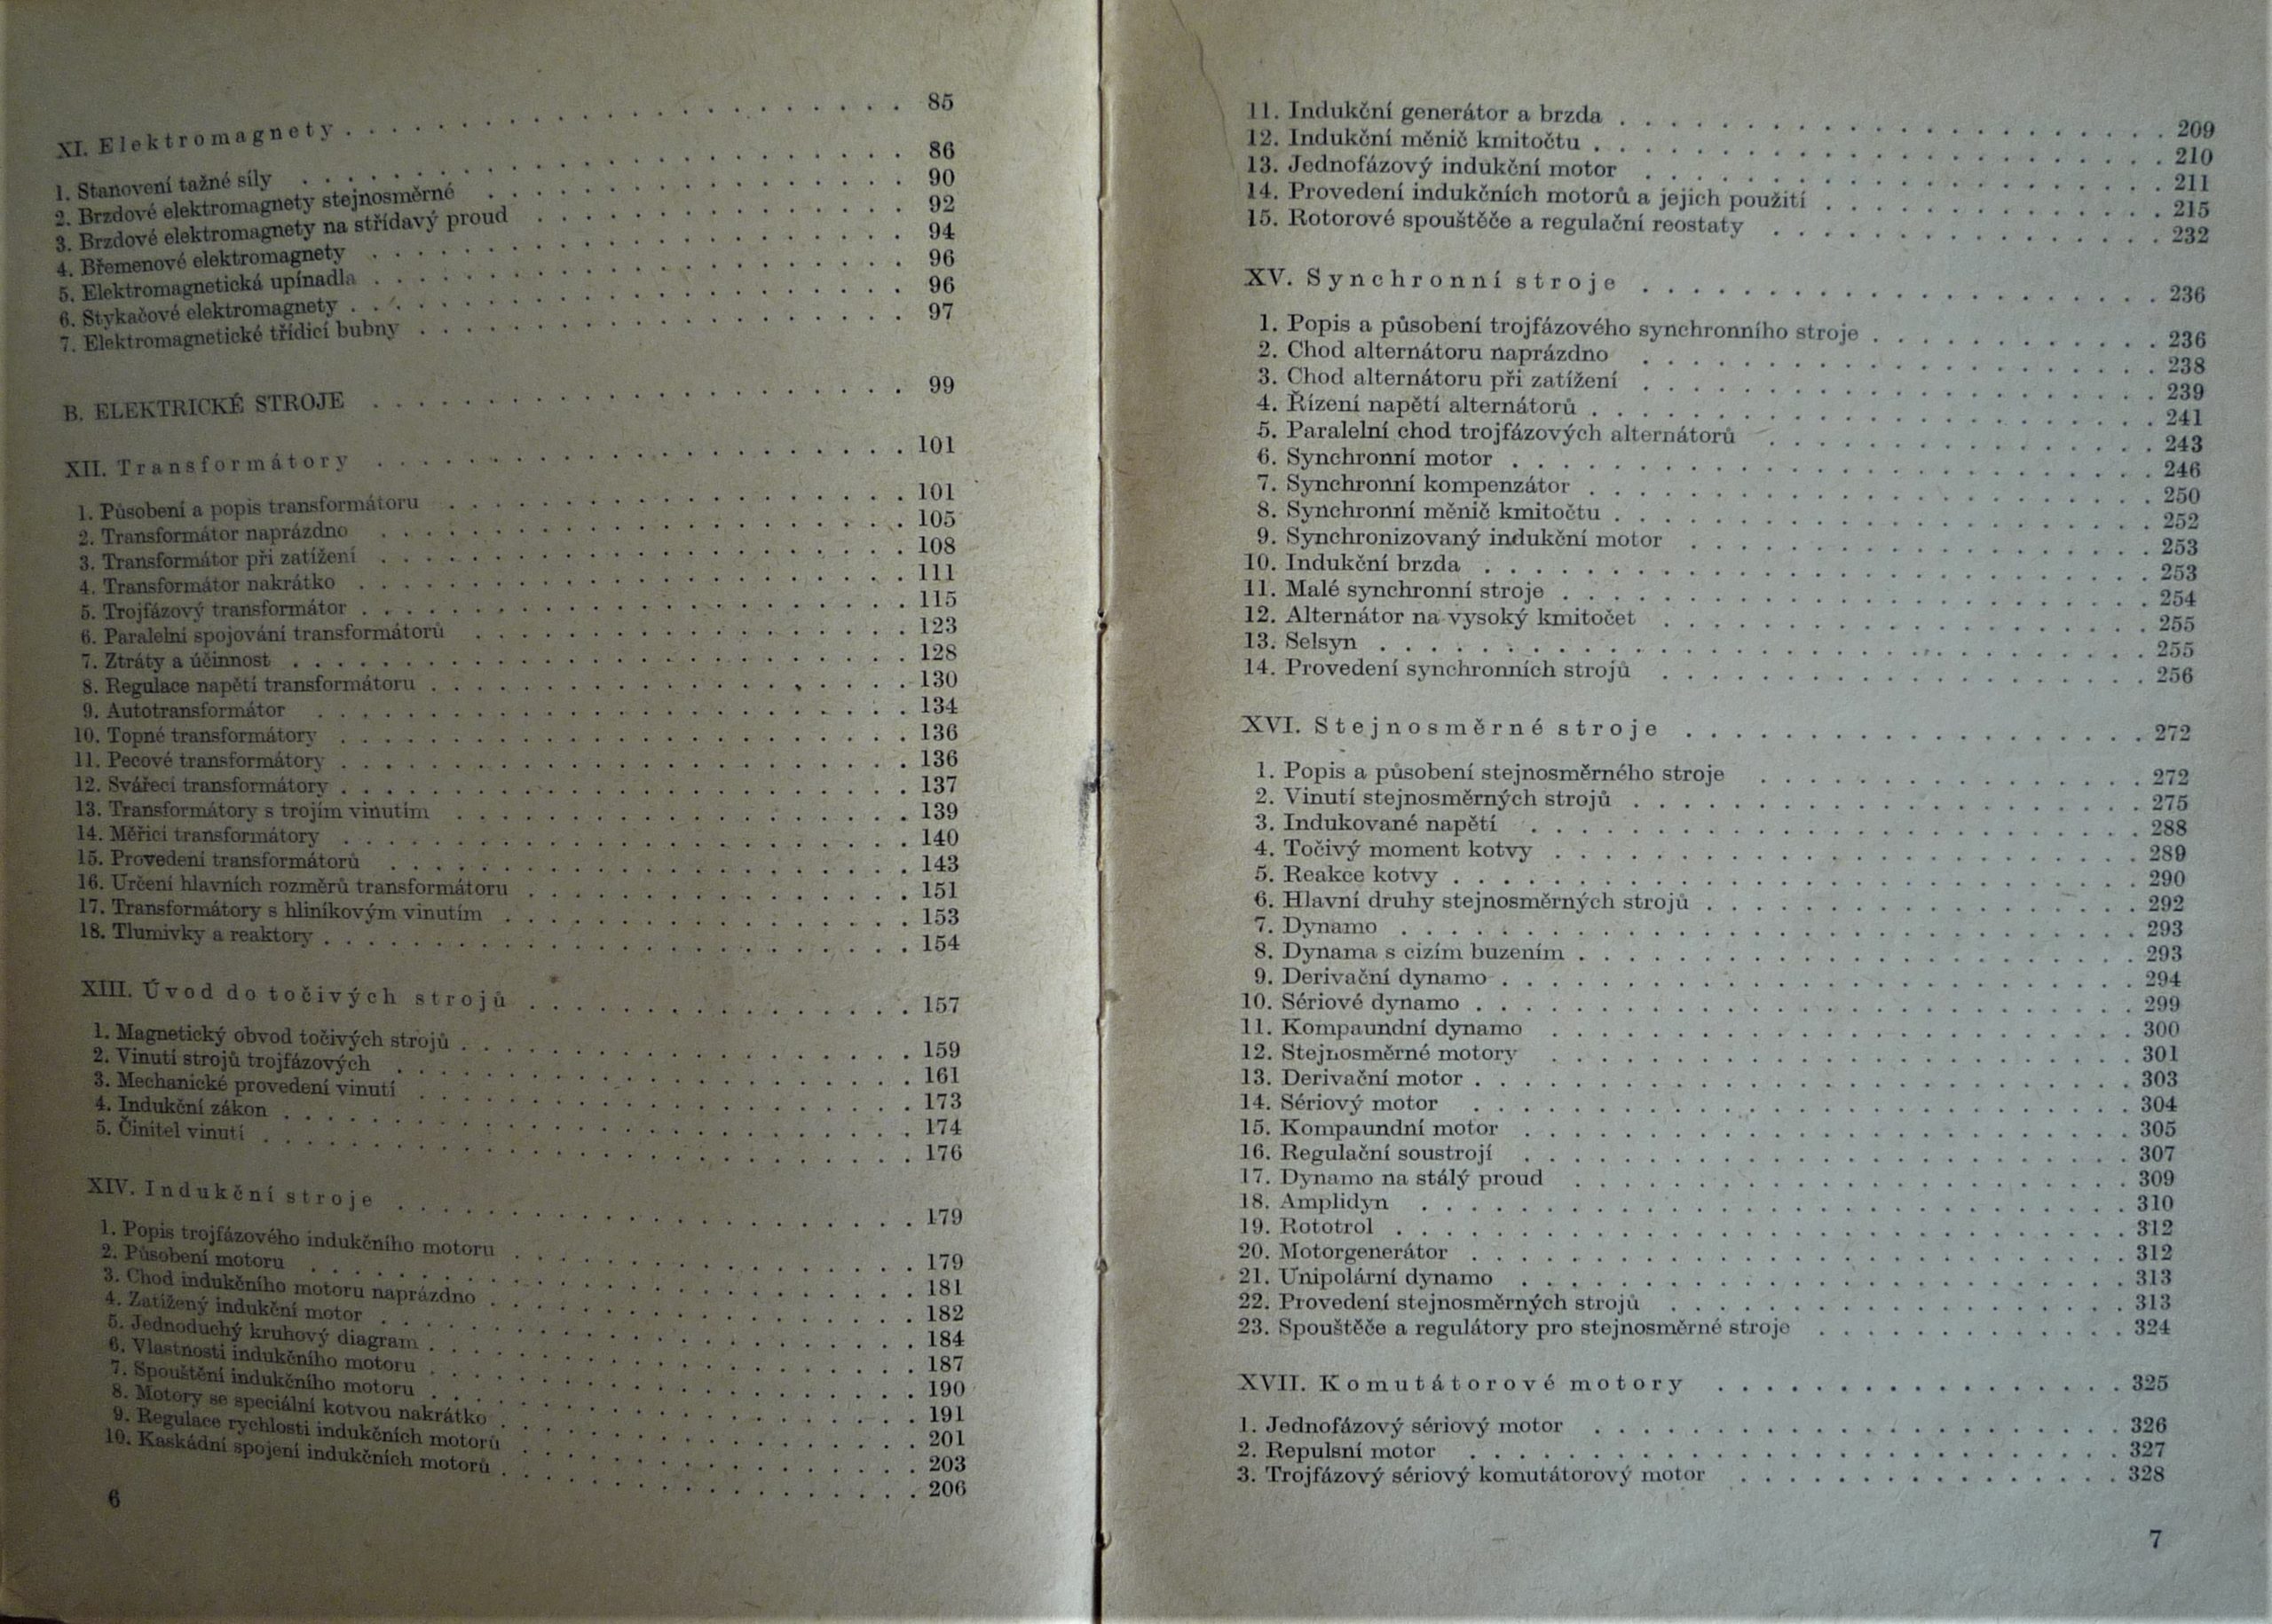 XI. Elektromagnety . . . . . . . . . . 85
1. Stanovení tažné síly . . . . . . . . . . 86
2. Brzdové elektromagnety stejnosměrné . . . . . . . . . . 90
3. Brzdové elektromagnety na střídavý proud . . . . . . . . . . 92
4. Břemenové elektromagnety . . . . . . . . . . 94
5. Elektromagnetická upínadla . . . . . . . . . . 96
6. Stykačové elektromagnety . . . . . . . . . . 96
7. Elektromagnetické třídicí bubny . . . . . . . . . . 97
B. ELEKTRICKÉ STROJE . . . . . . . . . . 99
XII. Transformátory . . . . . . . . . . 101
1. Působení a popis transformátoru . . . . . . . . . . 101
2. Transformátor naprázdno . . . . . . . . . . 105
3. Transformátor při zatížení . . . . . . . . . . 108
4. Transformátor nakrátko . . . . . . . . . . 111
5. Trojfázový transformátor . . . . . . . . . . 115
6. Paralelní spojování transformátorů . . . . . . . . . . 123
7. Ztráty a účinnost . . . . . . . . . . 128
8. Regulace napětí transformátoru . . . . . . . . . . 130
9. Autotransformátor . . . . . . . . . . 134
10. Topné transformátory . . . . . . . . . . 136
11. Pecové transformátory . . . . . . . . . . 136
12. Svářecí transformátory . . . . . . . . . . 137
13. Transformátory s trojím vinutím . . . . . . . . . . 139
14. Měřicí transformátory . . . . . . . . . . 140
15. Provedení transformátorů . . . . . . . . . . 143
16. Určení hlavních rozměrů transformátoru . . . . . . . . . . 151
17. Transformátory s hliníkovým vinutím . . . . . . . . . . 153
18. Tlumivky a reaktory . . . . . . . . . . 154
XIII. Úvod do točivých strojů . . . . . . . . . . 157
1. Magnetický obvod točivých strojů . . . . . . . . . . 159
2. Vinutí strojů trojfázových . . . . . . . . . . 161
3. Mechanické provedení vinutí . . . . . . . . . . 173
4. Indukční zákon . . . . . . . . . . 174
5. Činitel vinutí . . . . . . . . . . 176
XIV. Indukční stroje . . . . . . . . . . 179
1. Popis trojfázového indukčního motoru . . . . . . . . . . 179
2. Působení motoru . . . . . . . . . . 181
3. Chod indukčního motoru naprázdno . . . . . . . . . . 182
4. Zatížený indukční motor . . . . . . . . . . 184
5. Jednoduchý kruhový diagram . . . . . . . . . . 187
6. Vlastnosti indukčního motoru . . . . . . . . . . 190
7. Spouštění indukčního motoru . . . . . . . . . . 191
8. Motory se speciální kotvou nakrátko . . . . . . . . . . 201
9. Regulace rychlosti indukčních motorů . . . . . . . . . . 203
10. Kaskádní spojení indukčních motorů . . . . . . . . . . 206
6
11. Indukční generátor a brzda . . . . . . . . . . 209
12. Indukční měnič kmitočtu . . . . . . . . . . 210
13. Jednofázový indukční motor . . . . . . . . . . 211
14. Provedení indukčních motorů a jejich použití . . . . . . . . . . 215
15. Rotorové spouštěče a regulační reostaty . . . . . . . . . . 232
XV. Synchronní stroje . . . . . . . . . . 236
1. Popis a působení trojfázového synchronního stroje . . . . . . . . . . 236
2. Chod alternátoru naprázdno . . . . . . . . . . 238
3. Chod alternátoru při zatížení . . . . . . . . . . 239
4. Řízení napětí alternátorů . . . . . . . . . . 241
5. Paralelní chod trojfázových alternátorů . . . . . . . . . . 243
6. Synchronní motor . . . . . . . . . . 246
7. Synchronní kompenzátor . . . . . . . . . . 250
8. Synchronní měnič kmitočtu . . . . . . . . . . 252
9. Synchronizovaný indukční motor . . . . . . . . . . 253
10. Indukční brzda . . . . . . . . . . 253
11. Malé synchronní stroje . . . . . . . . . . 254
12. Alternátor na vysoký kmitočet . . . . . . . . . . 255
13. Selsyn . . . . . . . . . . 255
14. Provedení synchronních strojů . . . . . . . . . . 256
XVI. Stejnosměrné stroje . . . . . . . . . . 272
1. Popis a působení stejnosměrného stroje . . . . . . . . . . 272
2. Vinutí stejnosměrných strojů . . . . . . . . . . 275
3. Indukované napětí . . . . . . . . . . 288
4. Točivý moment kotvy . . . . . . . . . . 289
5. Reakce kotvy . . . . . . . . . . 290
6. Hlavní druhy stejnosměrných strojů . . . . . . . . . . 292
7. Dynamo . . . . . . . . . . 293
8. Dynama s cizím buzením . . . . . . . . . . 293
9. Derivační dynamo . . . . . . . . . . 294
10. Sériové dynamo . . . . . . . . . . 299
11. Kompaundní dynamo . . . . . . . . . . 300
12. Stejnosměrné motory . . . . . . . . . . 301
13. Derivační motor . . . . . . . . . . 303
14. Sériový motor . . . . . . . . . . 304
15. Kompaundní motor . . . . . . . . . . 305
16. Regulační soustrojí . . . . . . . . . . 307
17. Dynamo na stálý proud . . . . . . . . . . 309
18. Amplidyn . . . . . . . . . . 310
19. Rototrol . . . . . . . . . . 312
20. Motorgenerátor . . . . . . . . . . 312
21. Unipolární dynamo . . . . . . . . . . 313
22. Provedení stejnosměrných strojů . . . . . . . . . . 313
23. Spouštěče a regulátory pro stejnosměrné stroje . . . . . . . . . . 324
XVII. Komutátorové motory . . . . . . . . . . 325
1. Jednofázový sériový motor . . . . . . . . . . 326
2. Repulsní motor . . . . . . . . . . 327
3. Trojfázový sériový komutátorový motor . . . . . . . . . . 328
7